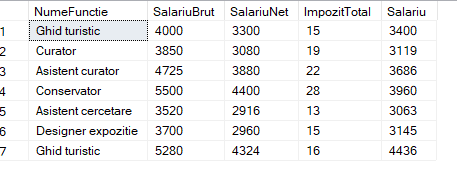 NumeFunctie SalariuBrut SalariuNet ImpozitTotal Salariu
1 Ghid turistic 4000 3300 15 3400
2 Curator 3850 3080 19 3119
3 Asistent curator 4725 3880 22 3686
4 Conservator 5500 4400 28 3960
5 Asistent cercetare 3520 2916 13 3063
6 Designer expozitie 3700 2960 15 3145
7 Ghid turistic 5280 4324 16 4436